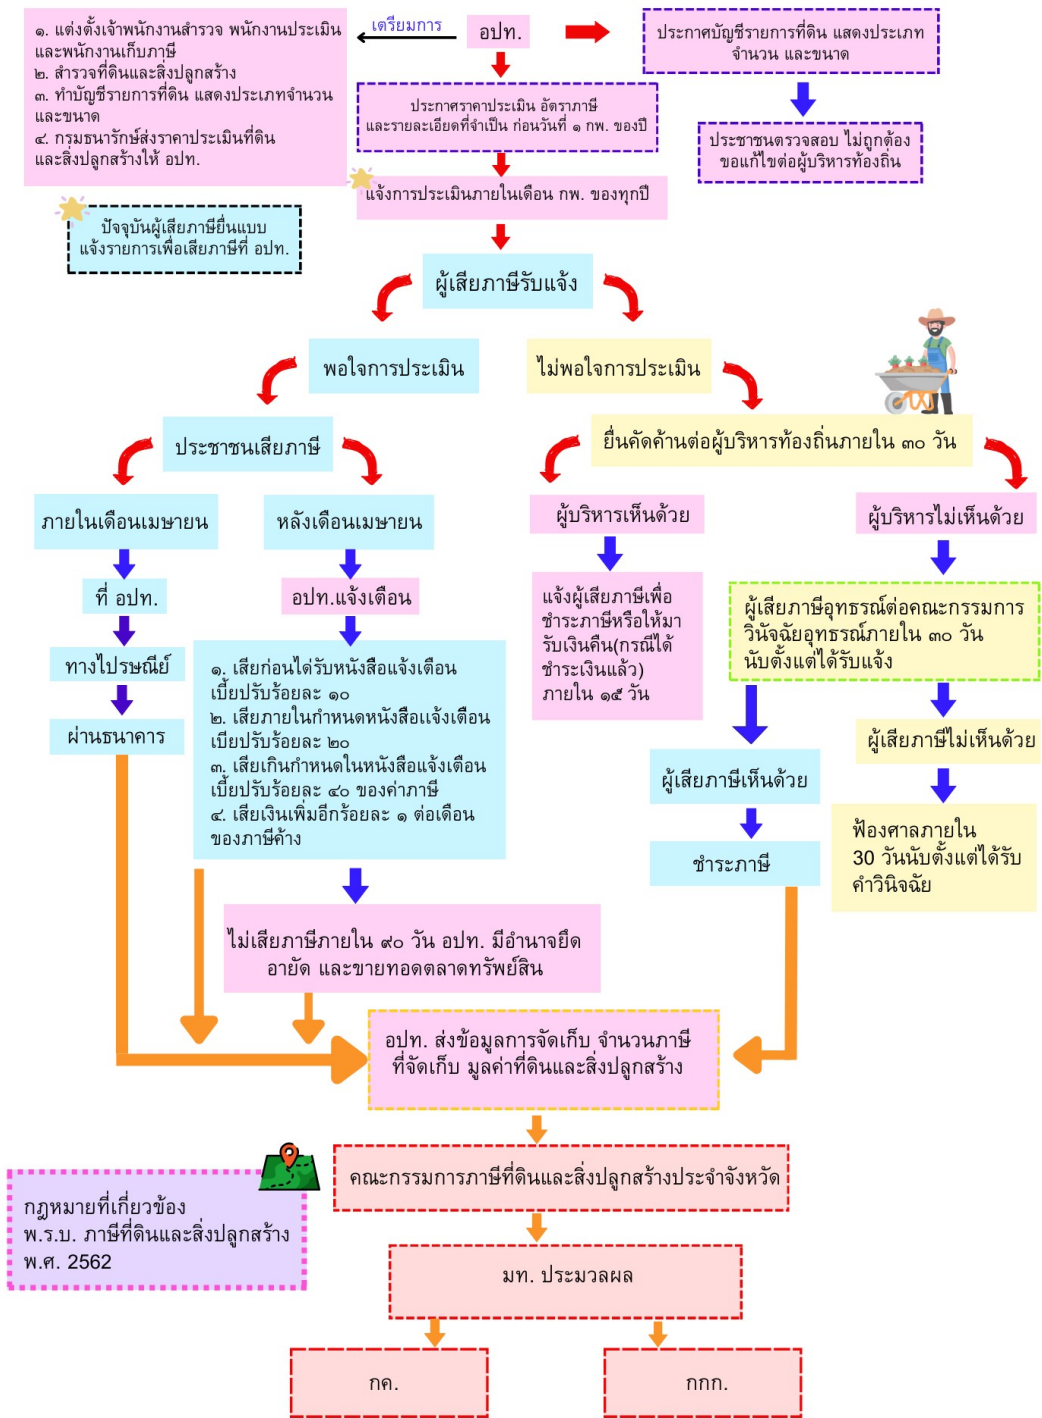 ๑. แต่งตั้งเจ้าพนักงานสำรวจ พนักงานประเมิน
และพนักงานเก็บภาษี
๒. สำรวจที่ดินและสิ่งปลูกสร้าง
๓. ทำบัญชีรายการที่ดิน แสดงประเภทจำนวน
และขนาด
๔. กรมธนารักษ์ส่งราคาประเมินที่ดิน
และสิ่งปลูกสร้างให้ อปท.
เตรียมการ
อปท.
ประกาศบัญชีรายการที่ดิน แสดงประเภท
จำนวน และขนาด
ประกาศราคาประเมิน อัตราภาษี
และรายละเอียดที่จำเป็น ก่อนวันที่ ๑ กพ. ของปี
ประชาชนตรวจสอบ ไม่ถูกต้อง
ขอแก้ไขต่อผู้บริหารท้องถิ่น
แจ้งการประเมินภายในเดือน กพ. ของทุกปี
ปัจจุบันผู้เสียภาษียื่นแบบ
แจ้งรายการเพื่อเสียภาษีที่ อปท.
ผู้เสียภาษีรับแจ้ง
พอใจการประเมิน
ไม่พอใจการประเมิน
ประชาชนเสียภาษี
ยื่นคัดค้านต่อผู้บริหารท้องถิ่นภายใน ๓๐ วัน
ภายในเดือนเมษายน
หลังเดือนเมษายน
ผู้บริหารเห็นด้วย
ผู้บริหารไม่เห็นด้วย
ที่ อปท.
อปท.แจ้งเตือน
แจ้งผู้เสียภาษีเพื่อ
ชำระภาษีหรือให้มา
รับเงินคืน(กรณีได้
ชำระเงินแล้ว)
ภายใน ๑๕ วัน
ผู้เสียภาษีอุทธรณ์ต่อคณะกรรมการ
วินัจฉัยอุทธรณ์ภายใน ๓๐ วัน
นับตั้งแต่ได้รับแจ้ง
ทางไปรษณีย์
ผ่านธนาคาร
๑. เสียก่อนได่รับหนังสือแจ้งเตือน
เบี้ยปรับร้อยละ ๑๐
๒. เสียภายในกำหนดหนังสือแจ้งเตือน
เบียปรับร้อยละ ๒๐
๓. เสียเกินกำหนดในหนังสือแจ้งเตือน
เบี้ยปรับร้อยละ ๔๐ ของค่าภาษี
๔. เสียเงินเพิ่มอีกร้อยละ ๑ ต่อเดือน
ของภาษีค้าง
ผู้เสียภาษีไม่เห็นด้วย
ผู้เสียภาษีเห็นด้วย
ชำระภาษี
ฟ้องศาลภายใน
30 วันนับตั้งแต่ได้รับ
คำวินิจฉัย
ไม่เสียภาษีภายใน ๙๐ วัน อปท. มีอำนาจยึด
อายัด และขายทอดตลาดทรัพย์สิน
อปท. ส่งข้อมูลการจัดเก็บ จำนวนภาษี
ที่จัดเก็บ มูลค่าที่ดินและสิ่งปลูกสร้าง
คณะกรรมการภาษีที่ดินและสิ่งปลูกสร้างประจำจังหวัด
กฎหมายที่เกี่ยวข้อง
พ.ร.บ. ภาษีที่ดินและสิ่งปลูกสร้าง
พ.ศ. 2562
มท. ประมวลผล
กค.
กกก.